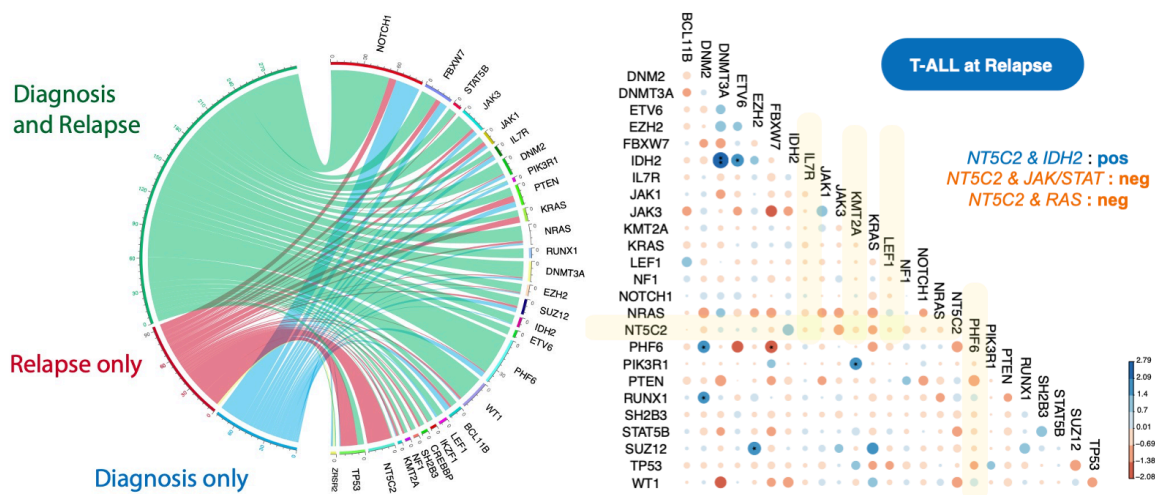 Diagnosis
and Relapse
Relapse only
Diagnosis only
NOTCH1
FBXW7
STAT5B
JAK3
JAK1
IL7R
DNM2
PIK3R1
PTEN
KRAS
NRAS
RUNX1
DNMT3A
EZH2
SUZ12
IDH2
ETV6
PHF6
WT1
BCL11B
LEF1
IKZF1
CREBBP
SH2B3
NF1
KMT2A
NT5C2
TP53
ZRSR2
T-ALL at Relapse
NT5C2 & IDH2 : pos
NT5C2 & JAK/STAT : neg
NT5C2 & RAS : neg
BCL11B
DNM2
DNMT3A
ETV6
EZH2
FBXW7
IDH2
IL7R
JAK1
JAK3
KMT2A
KRAS
LEF1
NF1
NOTCH1
NRAS
NT5C2
PHF6
PIK3R1
PTEN
RUNX1
SH2B3
STAT5B
SUZ12
TP53
DNM2
DNMT3A
ETV6
EZH2
FBXW7
IDH2
IL7R
JAK1
JAK3
KMT2A
KRAS
LEF1
NF1
NOTCH1
NRAS
NT5C2
PHF6
PIK3R1
PTEN
RUNX1
SH2B3
STAT5B
SUZ12
TP53
WT1
2.79
2.09
1.4
0.7
0.01
-0.69
-1.38
-2.08